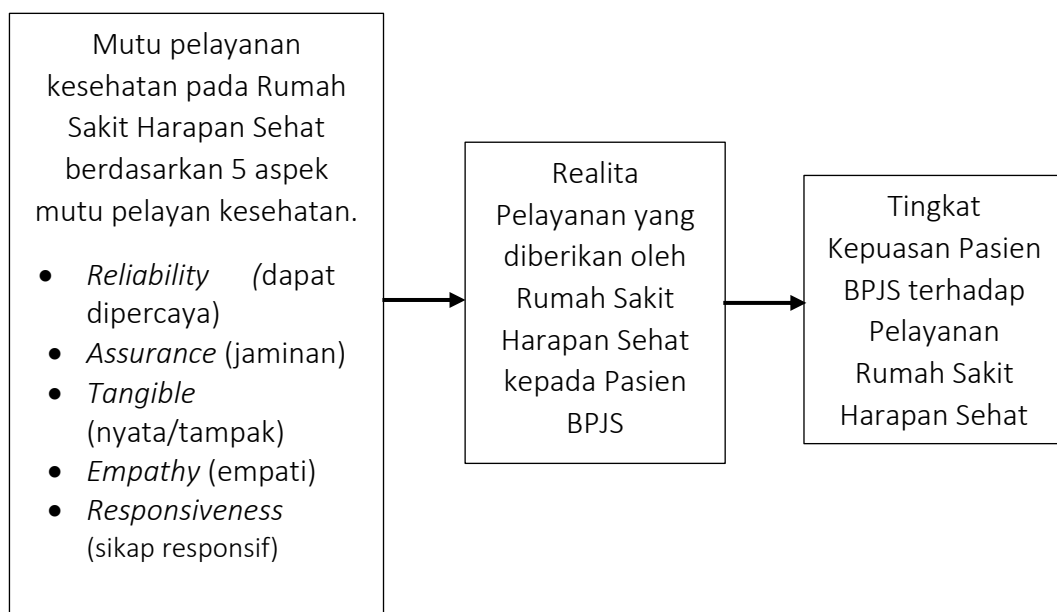 Mutu pelayanan
kesehatan pada Rumah
Sakit Harapan Sehat
berdasarkan 5 aspek
mutu pelayan kesehatan.
• Reliability (dapat
dipercaya)
• Assurance (jaminan)
• Tangible
(nyata/tampak)
• Empathy (empati)
• Responsiveness
(sikap responsif)
Realita
Pelayanan yang
diberikan oleh
Rumah Sakit
Harapan Sehat
kepada Pasien
BPJS
Tingkat
Kepuasan Pasien
BPJS terhadap
Pelayanan
Rumah Sakit
Harapan Sehat